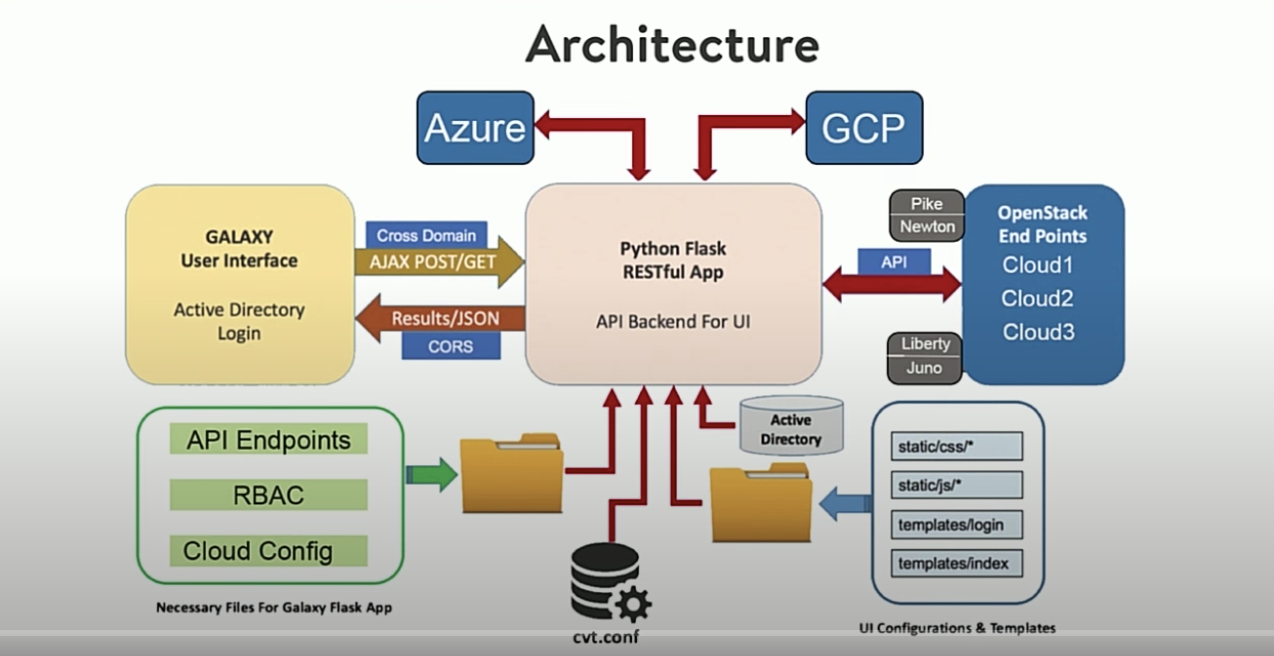 Architecture
Azure
GCP
GALAXY
User Interface
Active Directory
Login
Cross Domain
AJAX POST/GET
Results/JSON
CORS
Python Flask
RESTful App
API Backend For UI
API
Pike
Newton
Liberty
Juno
OpenStack
End Points
Cloud1
Cloud2
Cloud3
API Endpoints
RBAC
Cloud Config
Necessary Files For Galaxy Flask App
cvt.conf
Active
Directory
static/css/*
static/js/*
templates/login
templates/index
UI Configurations & Templates